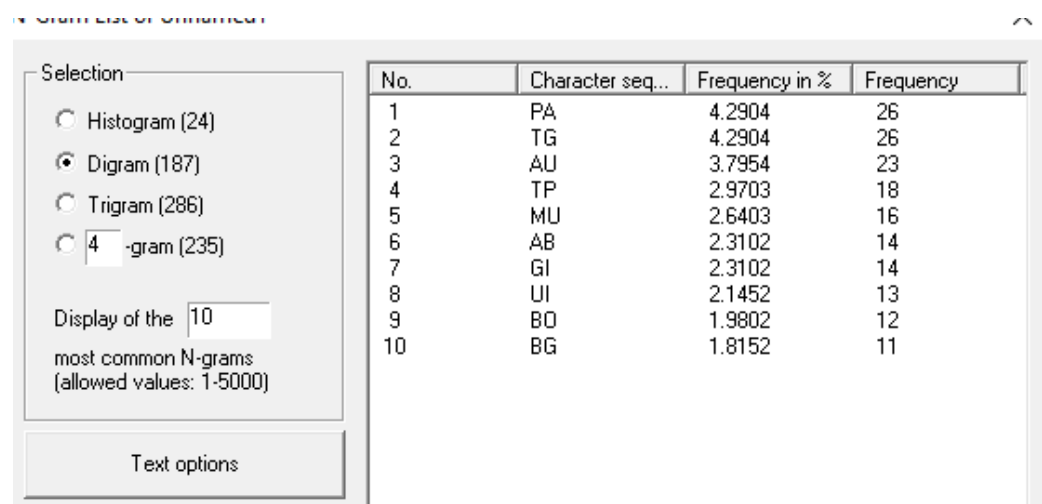 Selection
Histogram (24)
Digram (187)
Trigram (286)
4 -gram (235)
Display of the 10
most common N-grams
(allowed values: 1-5000)
Text options
No. Character seq... Frequency in % Frequency
1 PA 4.2904 26
2 TG 4.2904 26
3 AU 3.7954 23
4 TP 2.9703 18
5 MU 2.6403 16
6 AB 2.3102 14
7 GI 2.3102 14
8 UI 2.1452 13
9 BO 1.9802 12
10 BG 1.8152 11